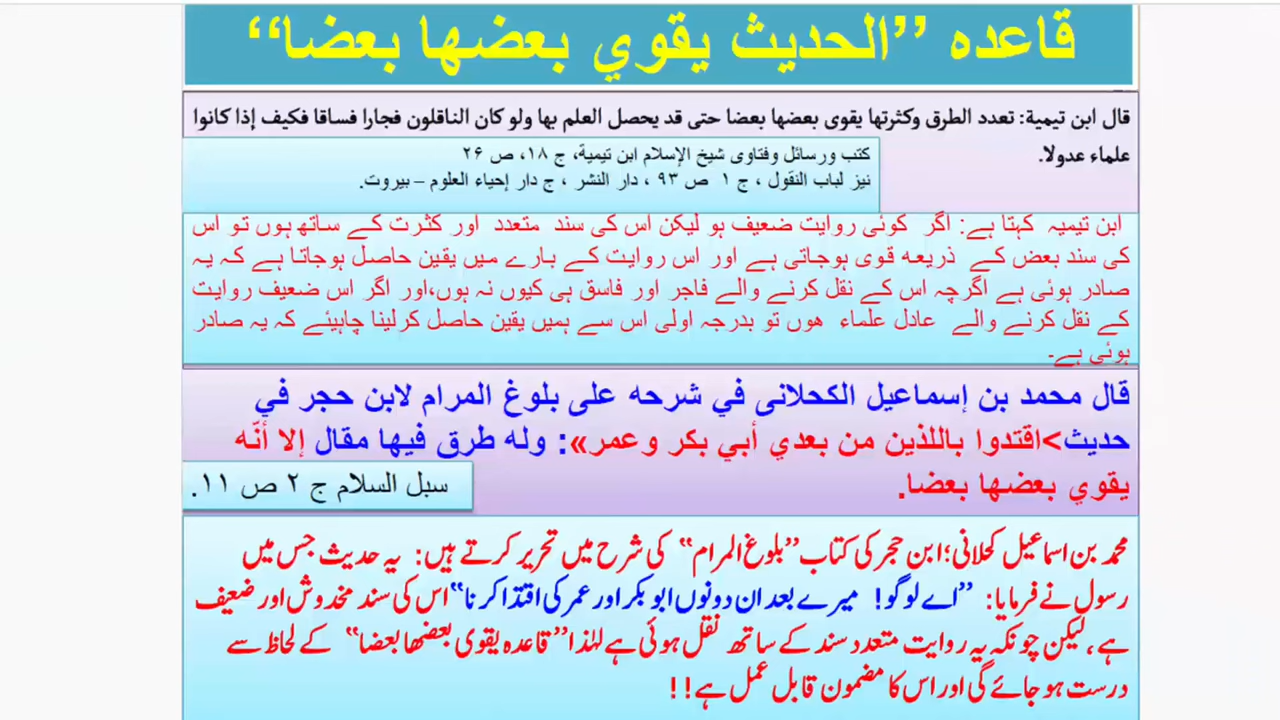 قاعدہ ”الحديث يقوي بعضها بعضا“
قال ابن تيمية: تعدد الطرق وكثرتها يقوى بعضها بعضا حتى قد يحصل العلم بها ولو كان الناقلون فجارا فساقا فكيف إذا كانوا
علماء عدولا.
كتب ورسائل وفتاوى شيخ الإسلام ابن تيمية، ج ١٨، ص ٢۶
نيز لباب النقول ، ج ١ ص ٩٣ ، دار النشر ، ج دار إحياء العلوم – بيروت.
ابن تیمیہ کہتا ہے: اگر کوئی روایت ضعیف ہو لیکن اس کی سند متعدد اور کثرت کے ساتھ ہوں تو اس
کی سند بعض کے ذریعہ قوی ہوجاتی ہے اور اس روایت کے بارے میں یقین حاصل ہوجاتا ہے کہ یہ
صادر ہوئی ہے اگرچہ اس کے نقل کرنے والے فاجر اور فاسق ہی کیوں نہ ہوں،اور اگر اس ضعیف روایت
کے نقل کرنے والے عادل علماء ھوں تو بدرجہ اولی اس سے ہمیں یقین حاصل کرلینا چاہیئے کہ یہ صادر
ہوئی ہے۔
قال محمد بن إسماعيل الكحلانى في شرحه على بلوغ المرام لابن حجر في
حديث>اقتدوا باللذين من بعدي أبي بكر وعمر»: وله طرق فيها مقال إلا أنّه
يقوي بعضها بعضا.
سبل السلام ج ٢ ص ١١.
محمد بن اسماعیل کحلانی؛ ابن حجر کی کتاب ”بلوغ المرام“ کی شرح میں تحریر کرتے ہیں: یہ حدیث جس میں
رسول نے فرمایا: ”اے لوگو! میرے بعد ان دونوں ابوبکر اور عمر کی اقتدا کرنا“ اس کی سند مخدوش اور ضعیف
ہے، لیکن چونکہ یہ روایت متعدد سند کے ساتھ نقل ہوئی ہے لہٰذا ”قاعدہ یقوی بعضھا بعضا“ کے لحاظ سے
درست ہو جائے گی اور اس کا مضمون قابل عمل ہے!!